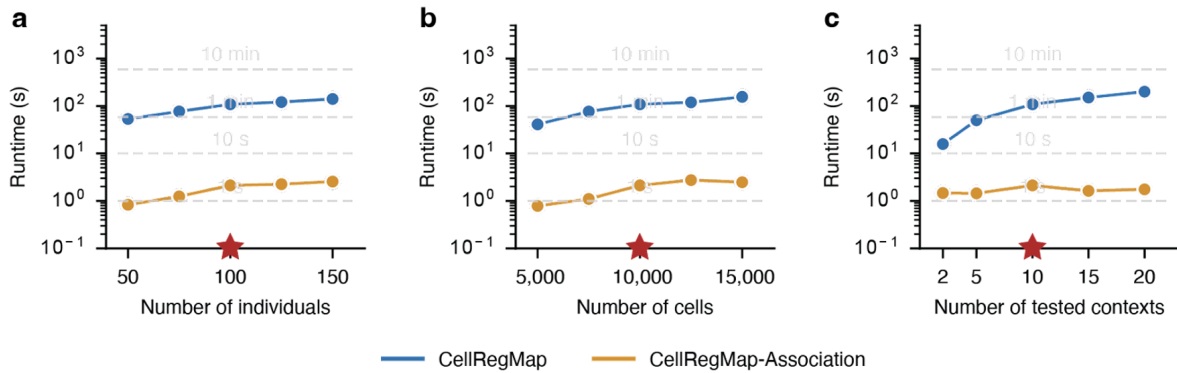 a
b
c
Runtime (s)
10³
10²
10¹
10⁰
10⁻¹
10 min
1 min
10 s
50
100
150
Number of individuals
Runtime (s)
10³
10²
10¹
10⁰
10⁻¹
10 min
1 min
10 s
5,000
10,000
15,000
Number of cells
Runtime (s)
10³
10²
10¹
10⁰
10⁻¹
10 min
1 min
10 s
2
5
10
15
20
Number of tested contexts
CellRegMap
CellRegMap-Association